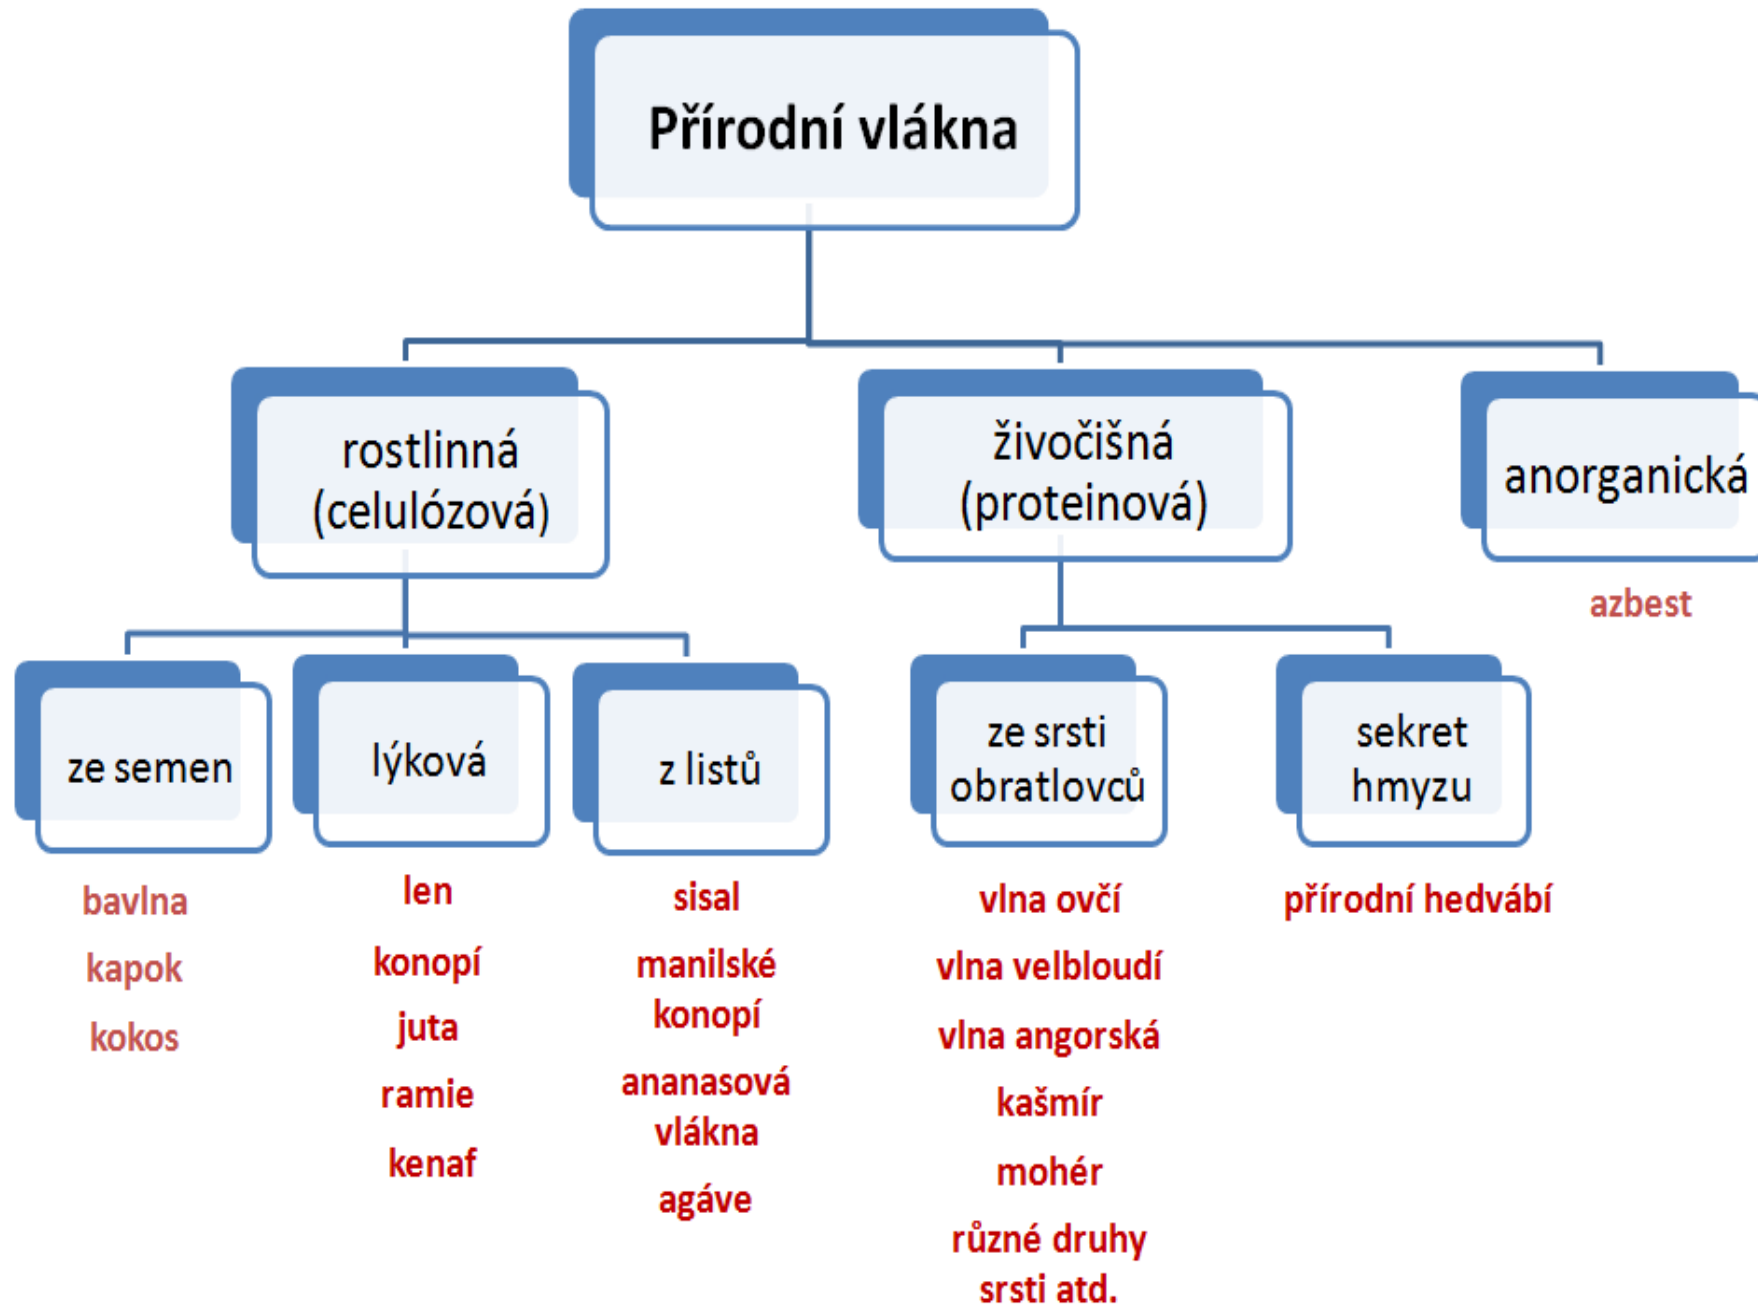 Přírodní vlákna
rostlinná
(celulózová)
živočišná
(proteinová)
anorganická
azbest
ze semen
bavlna
kapok
kokos
lýková
len
konopí
juta
ramie
kenaf
z listů
sisal
manilské
konopí
ananasová
vlákna
agáve
ze srsti
obratlovců
vlna ovčí
vlna velbloudí
vlna angorská
kašmír
mohér
různé druhy
srsti atd.
sekret
hmyzu
přírodní hedvábí